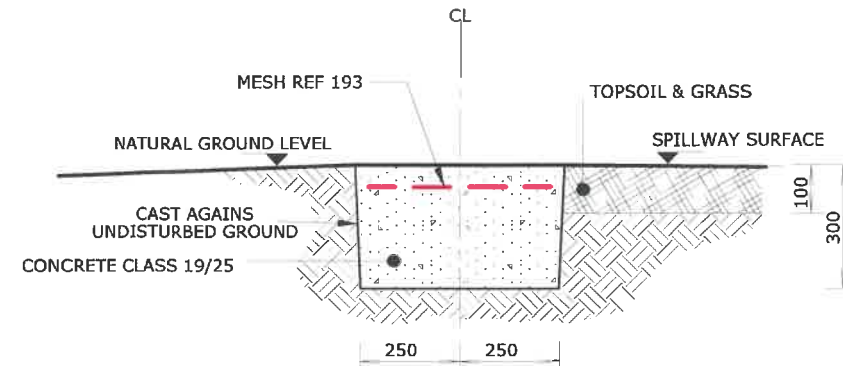 CL
MESH REF 193
TOPSOIL & GRASS
NATURAL GROUND LEVEL
SPILLWAY SURFACE
100
300
CAST AGAINS
UNDISTURBED GROUND
CONCRETE CLASS 19/25
250
250